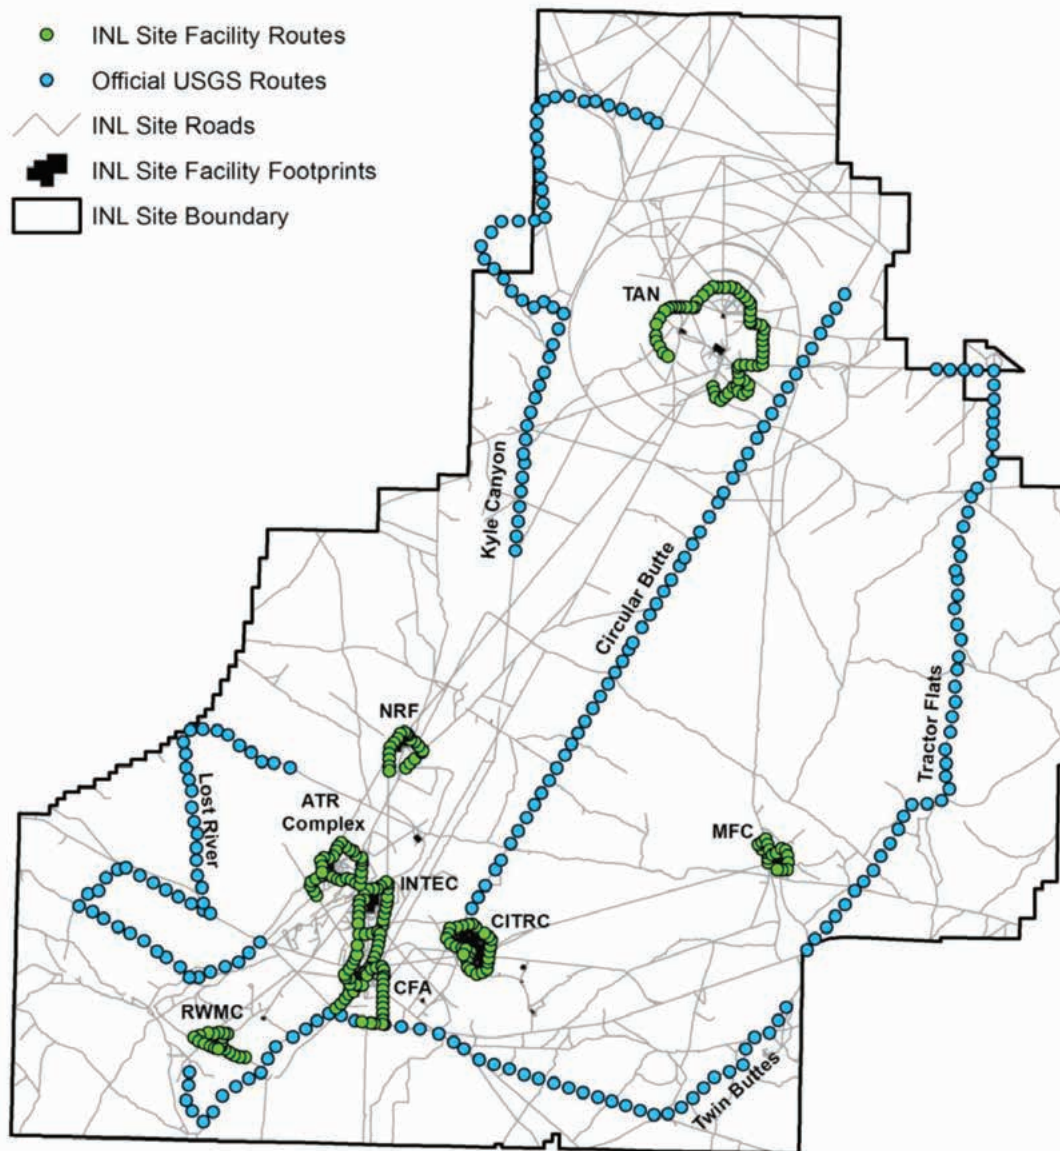 INL Site Facility Routes
Official USGS Routes
INL Site Roads
INL Site Facility Footprints
INL Site Boundary
TAN
Kyle Canyon
Circular Butte
Tractor Flats
NRF
Lost River
ATR
Complex
MFC
INTEC
CITRC
CFA
RWMC
Twin Buttes